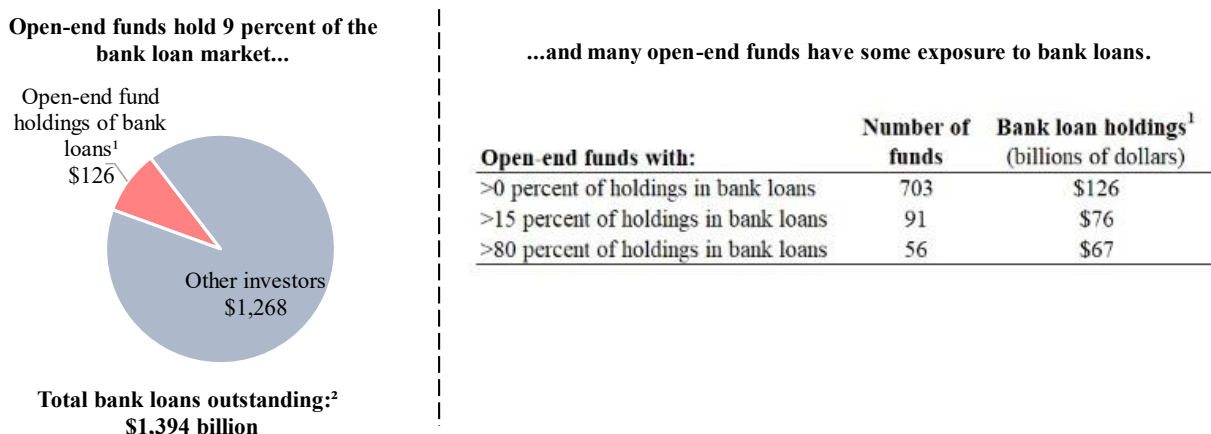 Open-end funds hold 9 percent of the
bank loan market...
Open-end fund
holdings of bank
loans¹
$126
Other investors
$1,268
Total bank loans outstanding:²
$1,394 billion
...and many open-end funds have some exposure to bank loans.
Number of Bank loan holdings¹
Open-end funds with: funds (billions of dollars)
>0 percent of holdings in bank loans 703 $126
>15 percent of holdings in bank loans 91 $76
>80 percent of holdings in bank loans 56 $67